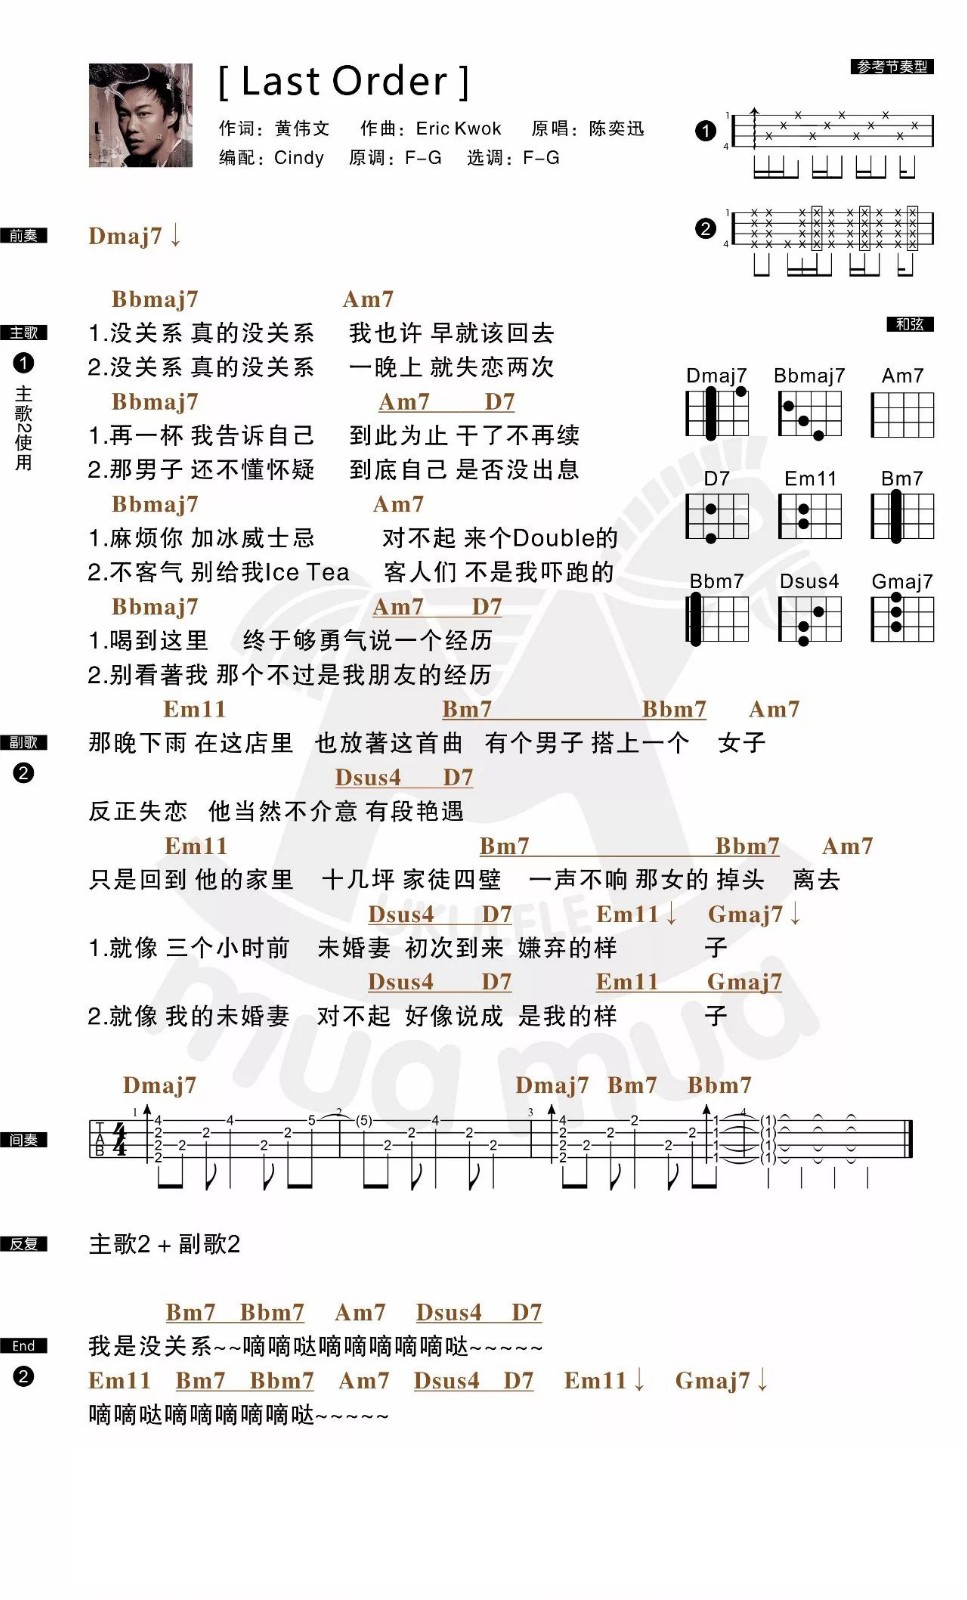 [ Last Order ]
作词：黄伟文 作曲：Eric Kwok 原唱：陈奕迅
编配：Cindy 原调：F-G 选调：F-G
参考节奏型
1
1
4
2
1
4
前奏 Dmaj7↓
和弦
Dmaj7 Bbmaj7 Am7
D7 Em11 Bm7
Bbm7 Dsus4 Gmaj7
Bbmaj7 Am7
主歌 1.没关系 真的没关系 我也许 早就该回去
1 2.没关系 真的没关系 一晚上 就失恋两次
主歌2使用
Bbmaj7 Am7 D7
1.再一杯 我告诉自己 到此为止 干了不再续
2.那男子 还不懂怀疑 到底自己 是否没出息
Bbmaj7 Am7
1.麻烦你 加冰威士忌 对不起 来个Double的
2.不客气 别给我Ice Tea 客人们 不是我吓跑的
Bbmaj7 Am7 D7
1.喝到这里 终于够勇气说一个经历
2.别看著我 那个不过是我朋友的经历
Em11 Bm7 Bbm7 Am7
副歌 那晚下雨 在这店里 也放著这首曲 有个男子 搭上一个 女子
2
Dsus4 D7
反正失恋 他当然不介意 有段艳遇
Em11 Bm7 Bbm7 Am7
只是回到 他的家里 十几坪 家徒四壁 一声不响 那女的 掉头 离去
Dsus4 D7 Em11↓ Gmaj7↓
1.就像 三个小时前 未婚妻 初次到来 嫌弃的样 子
Dsus4 D7 Em11 Gmaj7
2.就像 我的未婚妻 对不起 好像说成 是我的样 子
UKULELE
mua mua
Dmaj7 Dmaj7 Bm7 Bbmaj7
1 2 3 4
间奏
T A B 4 4
4 4 5 (5) 4 4 2 1 (1)
2 2 2 2 2 2 2 2 1 (1)
2 2 2 2 2 2 2 2 1 (1)
2 2 1 (1)
反复 主歌2 + 副歌2
Bm7 Bbm7 Am7 Dsus4 D7
End 我是没关系~~嘀嘀哒嘀嘀嘀嘀嘀哒~~~~~
2
Em11 Bm7 Bbm7 Am7 Dsus4 D7 Em11↓ Gmaj7↓
嘀嘀哒嘀嘀嘀嘀嘀哒~~~~~